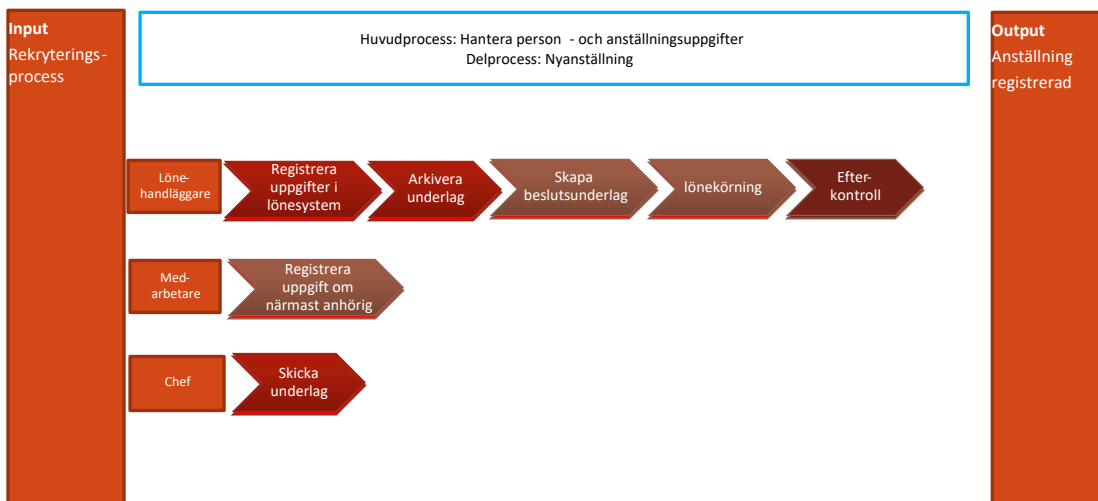 Input
Rekryterings-
process
Huvudprocess: Hantera person - och anställningsuppgifter
Delprocess: Nyanställning
Output
Anställning
registrerad
Löne-
handläggare
Registrera
uppgifter i
lönesystem
Arkivera
underlag
Skapa
beslutsunderlag
lönekörning
Efter-
kontroll
Med-
arbetare
Registrera
uppgift om
närmast anhörig
Chef
Skicka
underlag